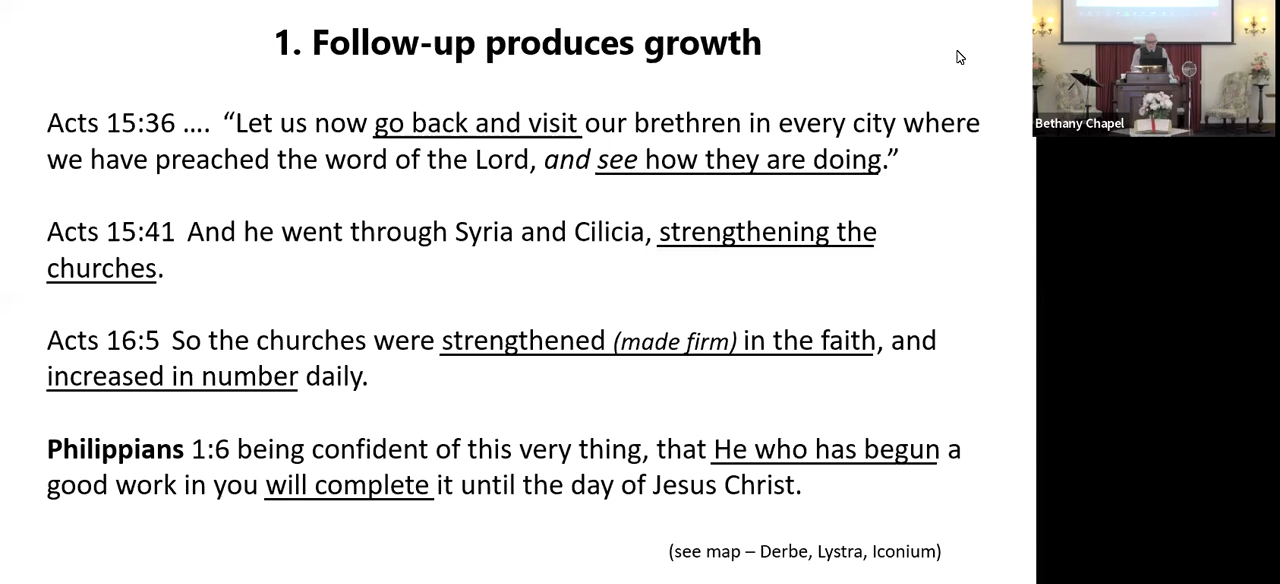 1. Follow-up produces growth
Acts 15:36 .... “Let us now go back and visit our brethren in every city where
we have preached the word of the Lord, and see how they are doing.”
Acts 15:41 And he went through Syria and Cilicia, strengthening the
churches.
Acts 16:5 So the churches were strengthened (made firm) in the faith, and
increased in number daily.
Philippians 1:6 being confident of this very thing, that He who has begun a
good work in you will complete it until the day of Jesus Christ.
(see map – Derbe, Lystra, Iconium)
Bethany Chapel